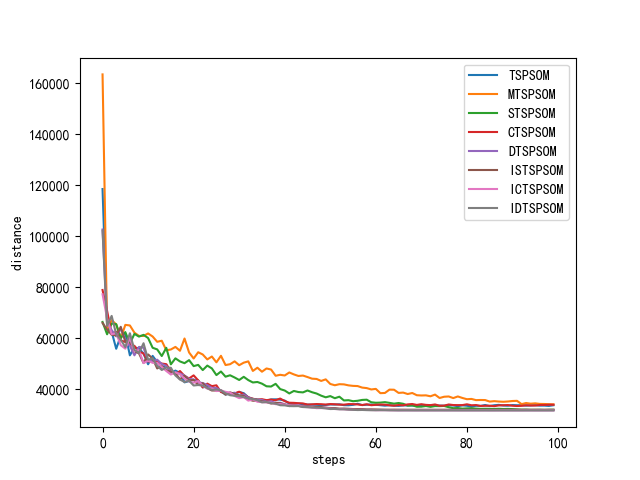 160000
140000
120000
100000
80000
60000
40000
distance
0
20
40
60
80
100
steps
TSPSOM
MTSPSOM
STSPSOM
CTSPSOM
DTSPSOM
ISTSPSOM
ICTSPSOM
IDTSPSOM